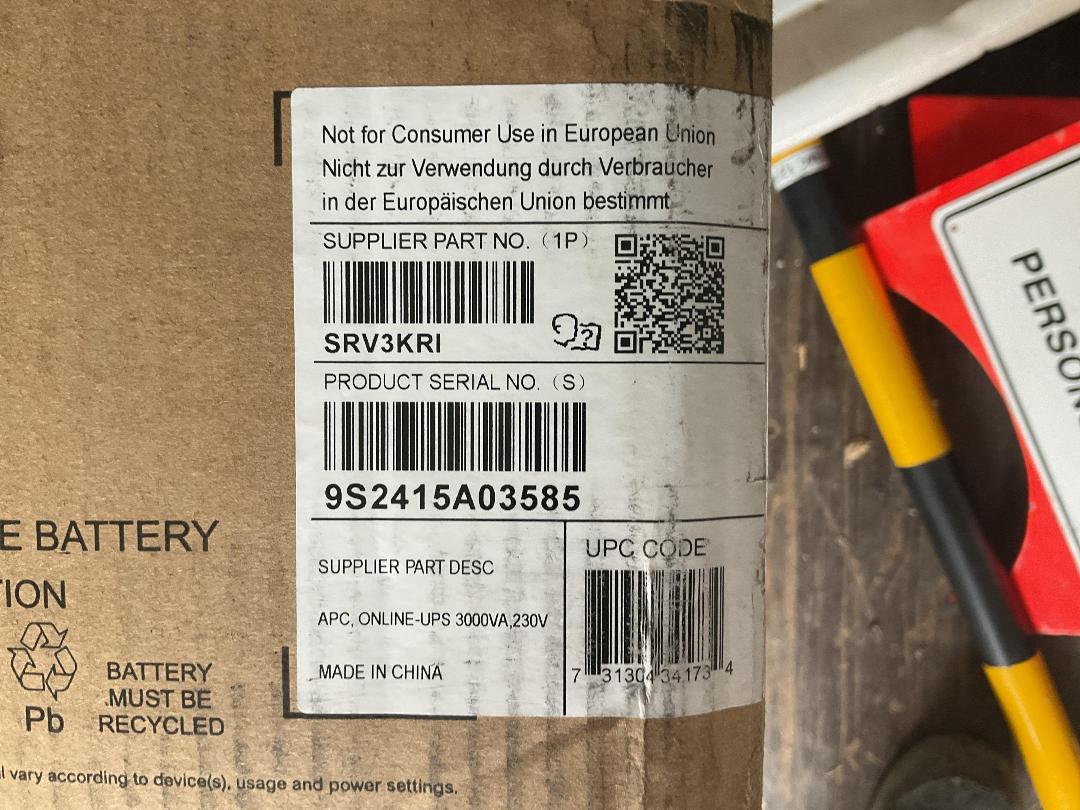 Not for Consumer Use in European Union
Nicht zur Verwendung durch Verbraucher
in der Europäischen Union bestimmt
SUPPLIER PART NO. (1P)
SRV3KRI
PRODUCT SERIAL NO. (S)
9S2415A03585
SUPPLIER PART DESC
APC, ONLINE-UPS 3000VA,230V
MADE IN CHINA
UPC CODE
7 31304 34173 4
E BATTERY
TION
BATTERY
MUST BE
RECYCLED
Pb
l vary according to device(s), usage and power settings.
PERSON